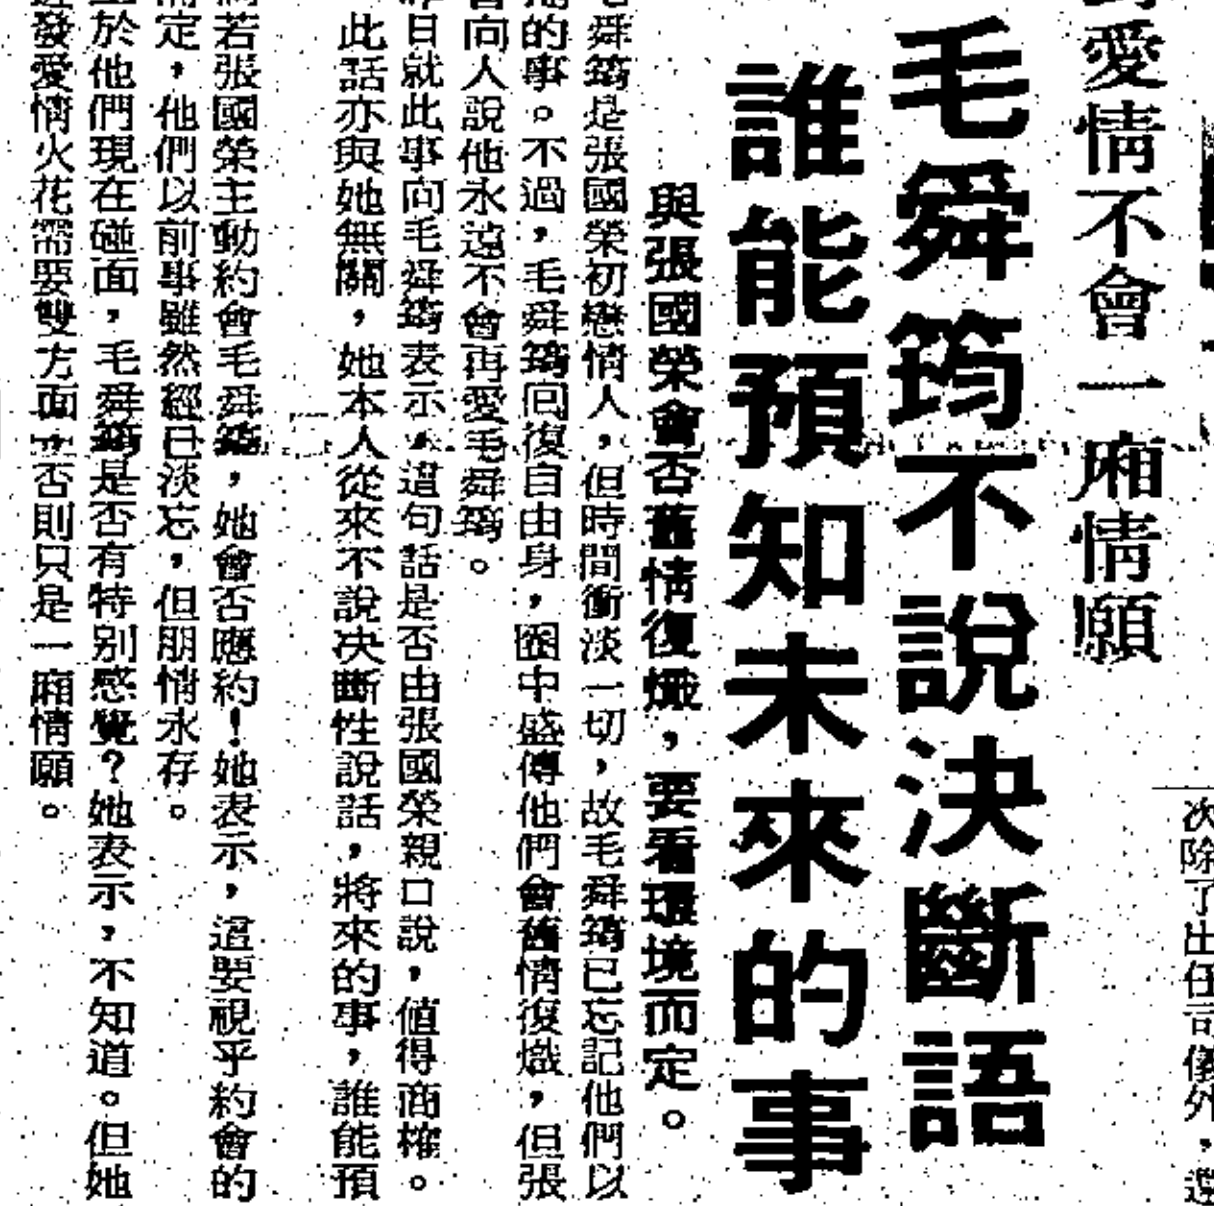 愛情不會一廂情願
毛舜筠不說決斷語
誰能預知未來的事
與張國榮會否舊情復熾，要看環境而定。
毛舜筠是張國榮初戀情人，但時間衝淡一切，故毛舜筠已忘記他們以
的事。不過，毛舜筠回復自由身，圈中盛傳他們會舊情復熾，但張
向人說他永遠不會再愛毛舜筠。
昨日就此事向毛舜筠表示，這句話是否由張國榮親口說，值得商榷。
此話亦與她無關，她本人從來不說決斷性說話，將來的事，誰能預
若張國榮主動約會毛舜筠，她會否應約！她表示，這要視乎約會的
定，他們以前事雖然經已淡忘，但朋情永存。
於他們現在碰面，毛舜筠是否有特別感覺？她表示，不知道。但她
發愛情火花需要雙方面，否則只是一廂情願。
次除了出任司儀外，還